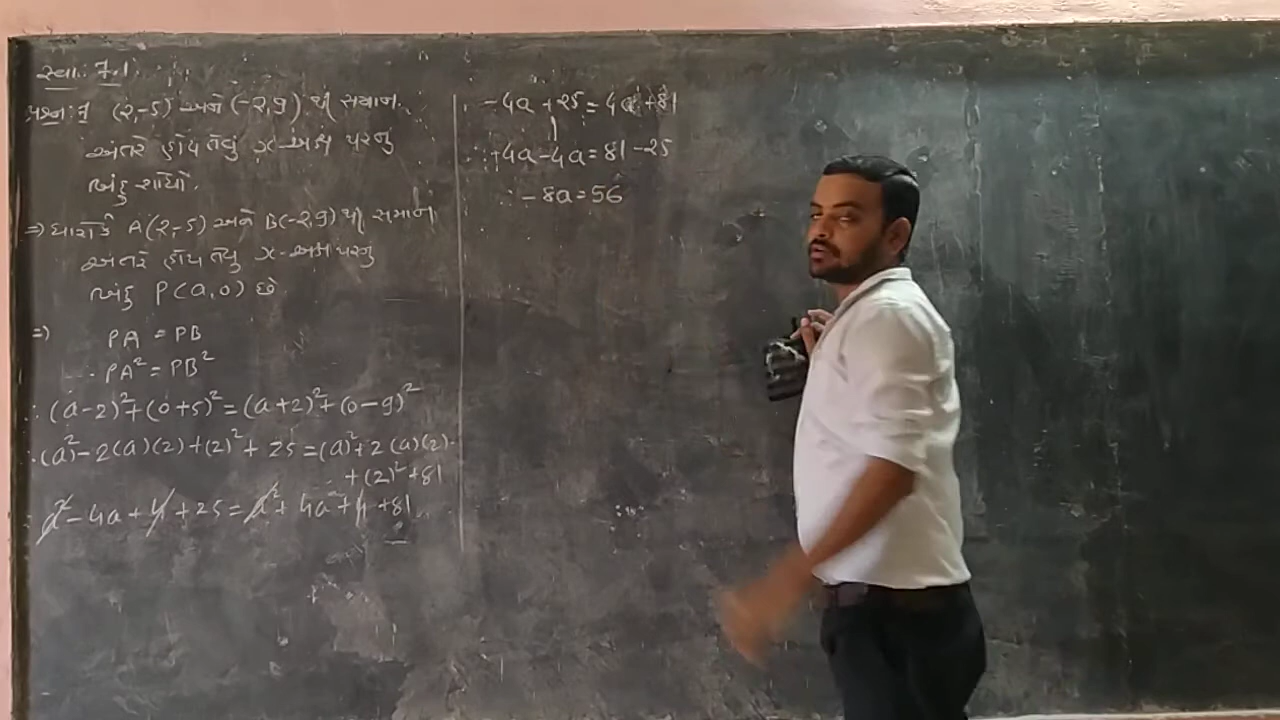 સ્વા. 7.1
પ્રશ્ન: 7 (2,-5) અને (-2,9) થી સમાન
અંતરે હોય તેવું x-અક્ષ પરનું
બિંદુ શોધો.
⇒ ધારોકે A(2,-5) અને B(-2,9) થી સમાન
અંતરે હોય તેવું x-અક્ષ પરનું
બિંદુ P(a,0) છે.
⇒ PA = PB
∴ PA² = PB²
∴ (a-2)²+(0+5)²=(a+2)²+(0-9)²
∴ (a)²-2(a)(2)+(2)²+25=(a)²+2(a)(2)
+(2)²+81
∴ a²-4a+4+25=a²+4a+4+81
-4a+25=4a+81
∴ -4a-4a=81-25
∴ -8a=56